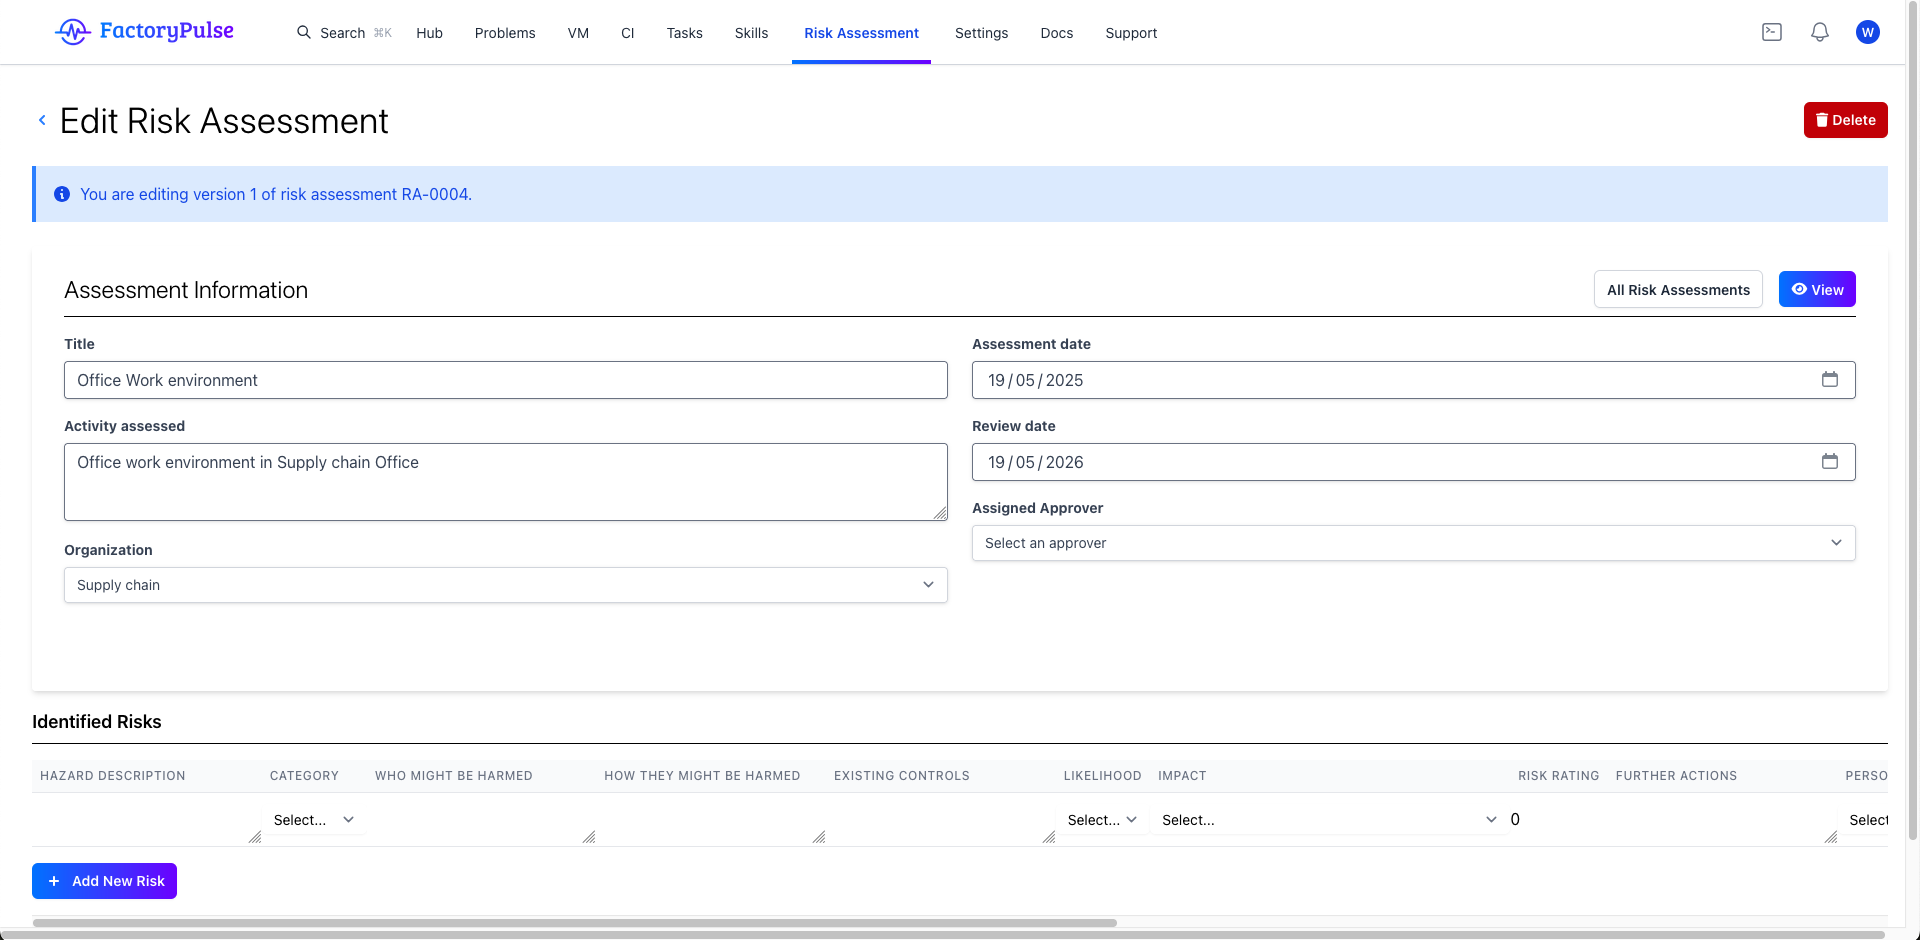 FactoryPulse
Search ⌘K Hub Problems VM CI Tasks Skills Risk Assessment Settings Docs Support W
Edit Risk Assessment
Delete
You are editing version 1 of risk assessment RA-0004.
Assessment Information
All Risk Assessments View
Title
Office Work environment
Assessment date
19/05/2025
Activity assessed
Office work environment in Supply chain Office
Review date
19/05/2026
Assigned Approver
Select an approver
Organization
Supply chain
Identified Risks
HAZARD DESCRIPTION CATEGORY WHO MIGHT BE HARMED HOW THEY MIGHT BE HARMED EXISTING CONTROLS LIKELIHOOD IMPACT RISK RATING FURTHER ACTIONS PERSO
Select... Select... Select... 0 Select
+ Add New Risk